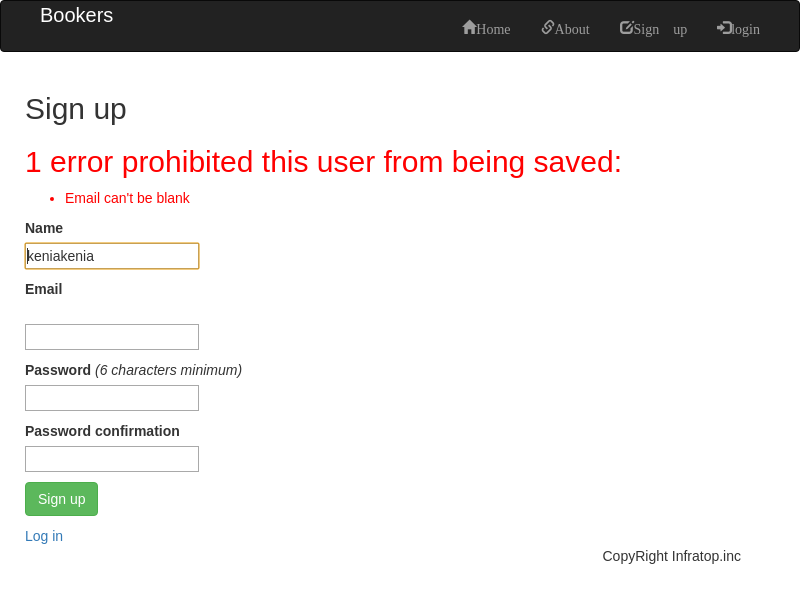 Bookers
Home About Sign up login
Sign up
1 error prohibited this user from being saved:
Email can't be blank
Name
keniakenia
Email
Password (6 characters minimum)
Password confirmation
Sign up
Log in
CopyRight Infratop.inc